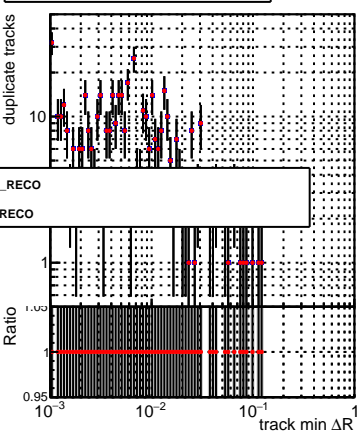 duplicate tracks
10
_RECO
RECO
1
Ratio
1.05
1
0.95
10⁻³ 10⁻² 10⁻¹ 1
track min ΔR